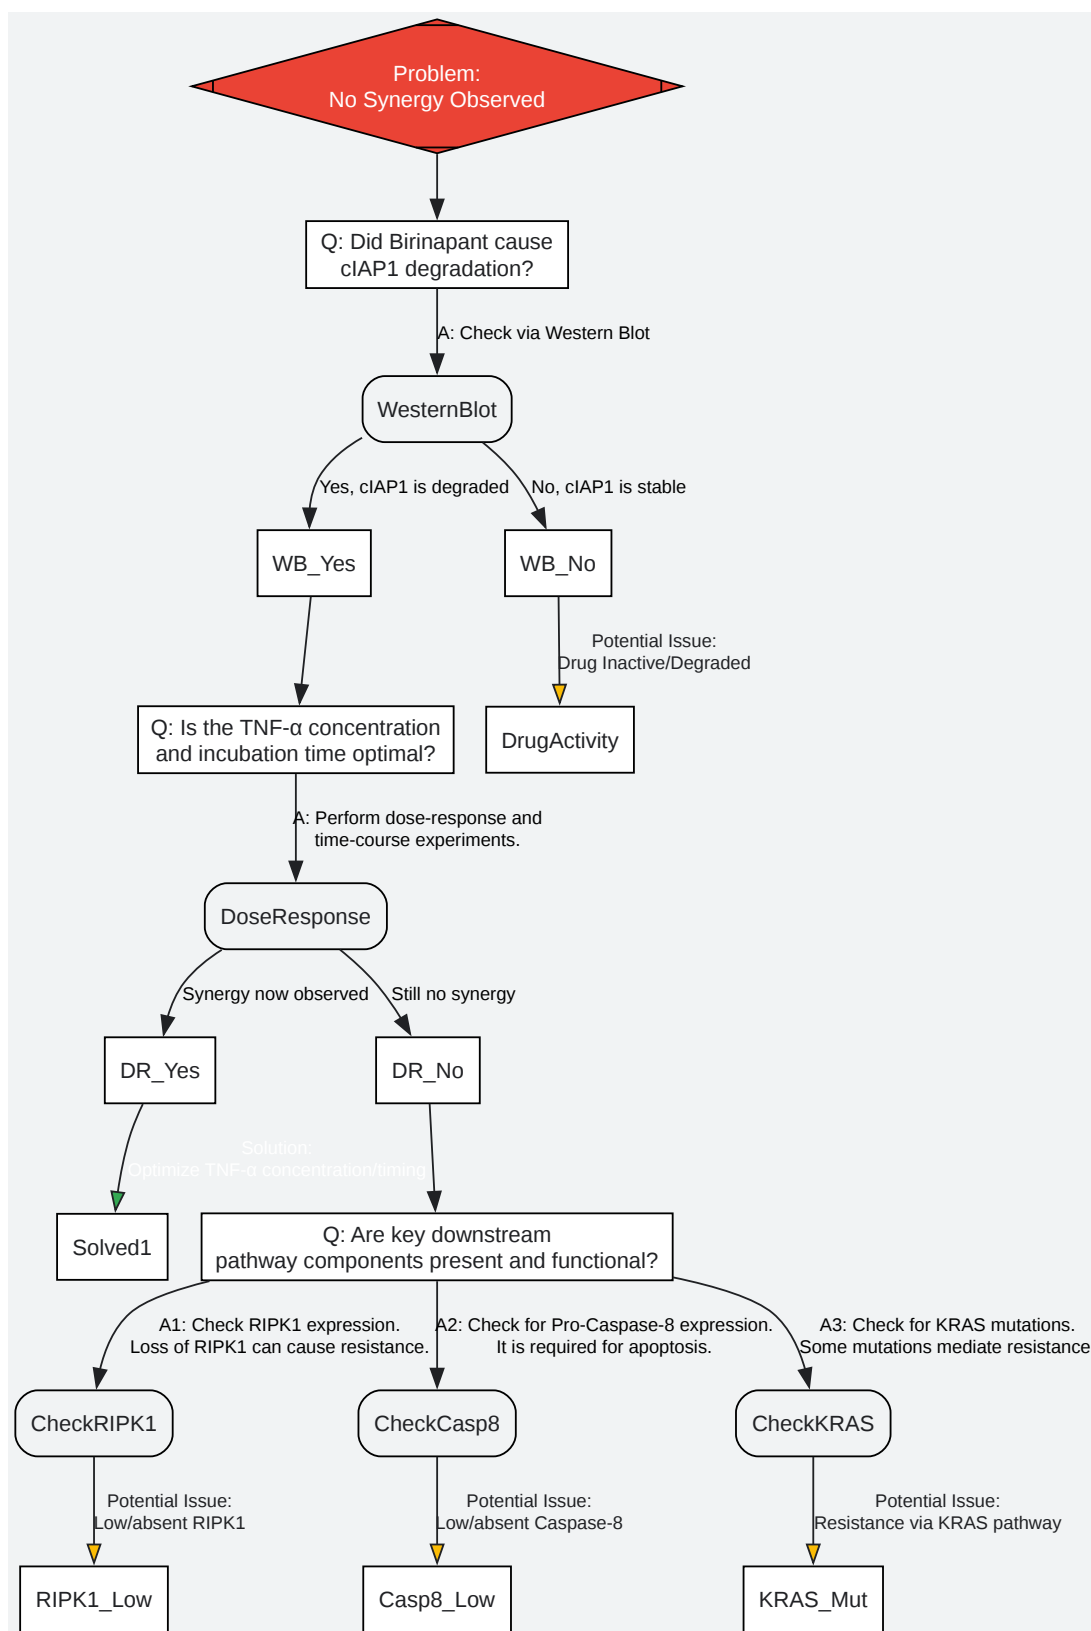 Problem:
No Synergy Observed
Q: Did Birinapant cause
cIAP1 degradation?
A: Check via Western Blot
WesternBlot
Yes, cIAP1 is degraded
No, cIAP1 is stable
WB_Yes
WB_No
Potential Issue:
Drug Inactive/Degraded
Q: Is the TNF-α concentration
and incubation time optimal?
DrugActivity
A: Perform dose-response and
time-course experiments.
DoseResponse
Synergy now observed
Still no synergy
DR_Yes
DR_No
Solution:
Optimize TNF-α concentration/timing
Solved1
Q: Are key downstream
pathway components present and functional?
A1: Check RIPK1 expression.
Loss of RIPK1 can cause resistance.
A2: Check for Pro-Caspase-8 expression.
It is required for apoptosis.
A3: Check for KRAS mutations.
Some mutations mediate resistance
CheckRIPK1
CheckCasp8
CheckKRAS
Potential Issue:
Low/absent RIPK1
Potential Issue:
Low/absent Caspase-8
Potential Issue:
Resistance via KRAS pathway
RIPK1_Low
Casp8_Low
KRAS_Mut